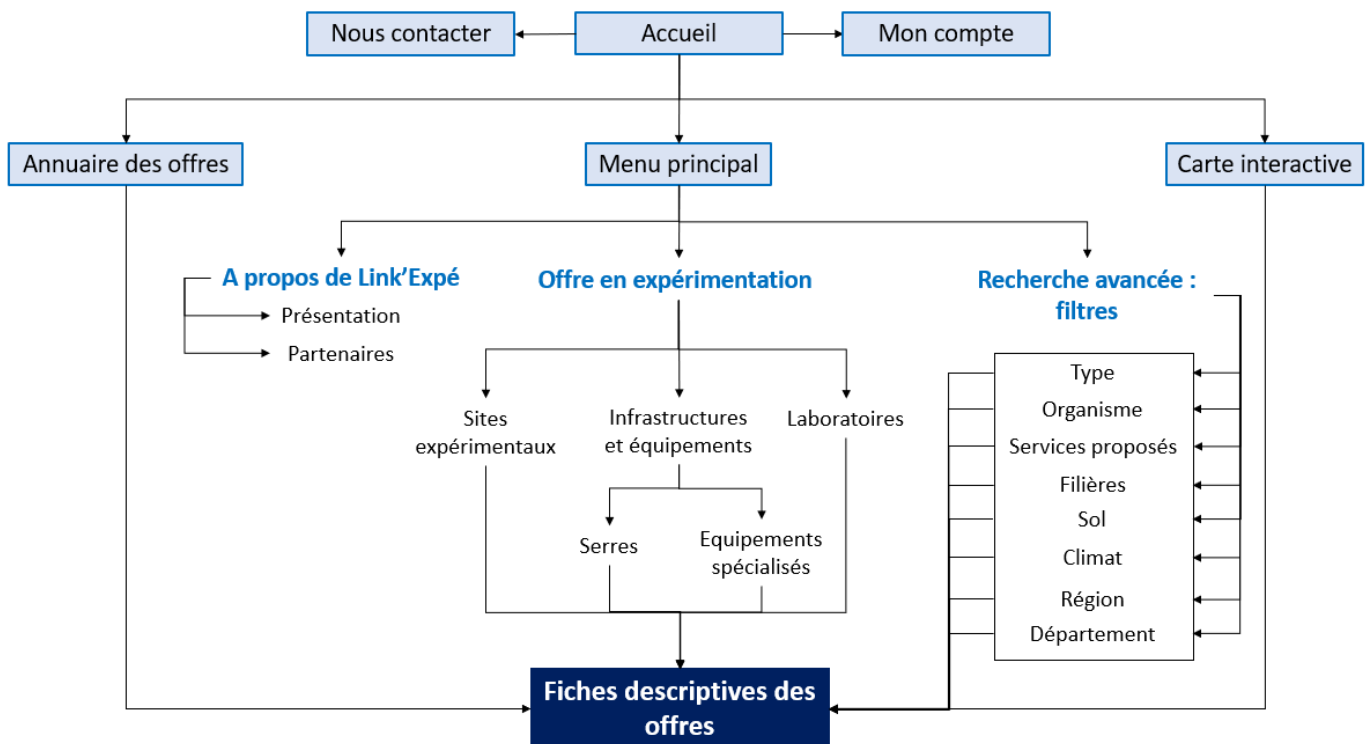 Nous contacter
Accueil
Mon compte
Annuaire des offres
Menu principal
Carte interactive
A propos de Link’Expé
Présentation
Partenaires
Offre en expérimentation
Sites
expérimentaux
Infrastructures
et équipements
Laboratoires
Serres
Equipements
spécialisés
Recherche avancée :
filtres
Type
Organisme
Services proposés
Filières
Sol
Climat
Région
Département
Fiches descriptives des
offres